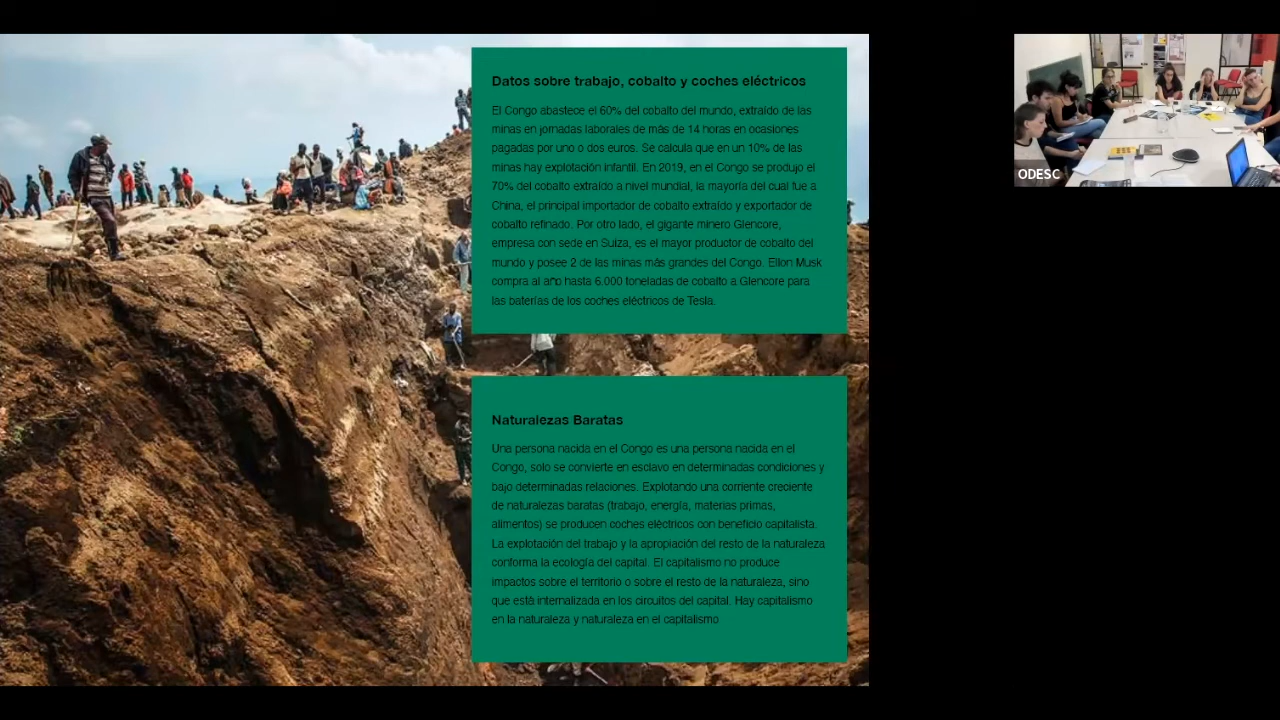 Datos sobre trabajo, cobalto y coches eléctricos
El Congo abastece el 60% del cobalto del mundo, extraído de las
minas en jornadas laborales de más de 14 horas en ocasiones
pagadas por uno o dos euros. Se calcula que en un 10% de las
minas hay explotación infantil. En 2019, en el Congo se produjo el
70% del cobalto extraído a nivel mundial, la mayoría del cual fue a
China, el principal importador de cobalto extraído y exportador de
cobalto refinado. Por otro lado, el gigante minero Glencore,
empresa con sede en Suiza, es el mayor productor de cobalto del
mundo y posee 2 de las minas más grandes del Congo. Ellon Musk
compra al año hasta 6.000 toneladas de cobalto a Glencore para
las baterías de los coches eléctricos de Tesla.
Naturalezas Baratas
Una persona nacida en el Congo es una persona nacida en el
Congo, solo se convierte en esclavo en determinadas condiciones y
bajo determinadas relaciones. Explotando una corriente creciente
de naturalezas baratas (trabajo, energía, materias primas,
alimentos) se producen coches eléctricos con beneficio capitalista.
La explotación del trabajo y la apropiación del resto de la naturaleza
conforma la ecología del capital. El capitalismo no produce
impactos sobre el territorio o sobre el resto de la naturaleza, sino
que está internalizada en los circuitos del capital. Hay capitalismo
en la naturaleza y naturaleza en el capitalismo
ODESC